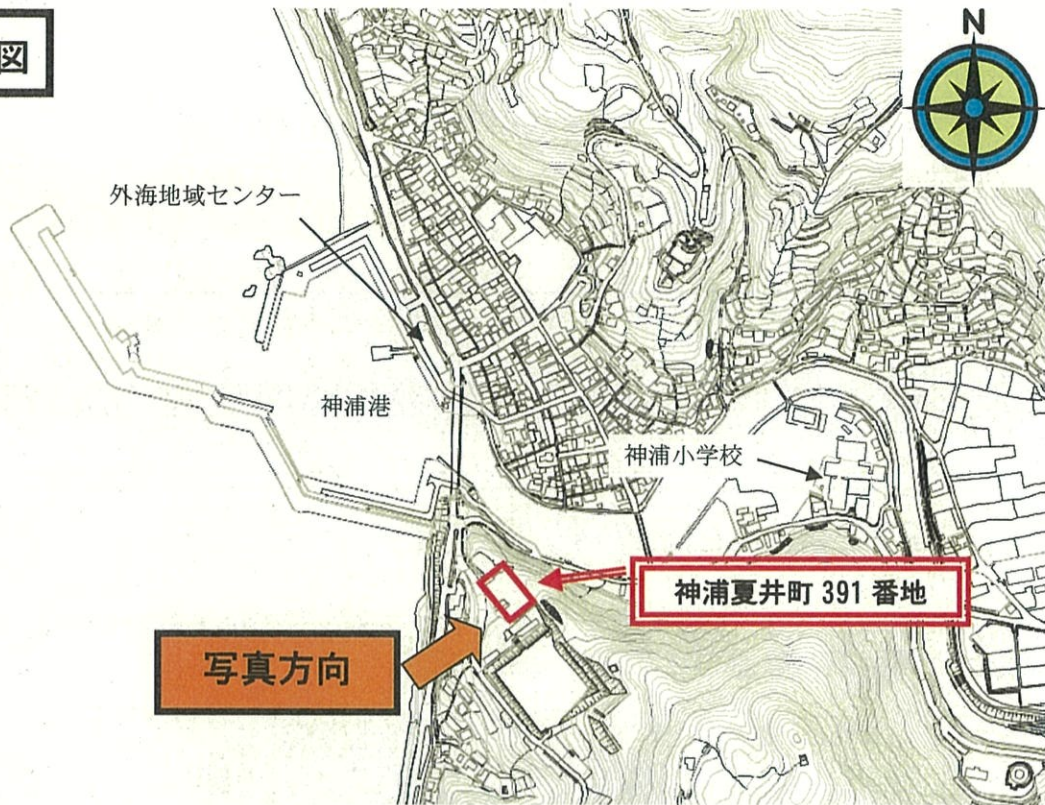 図
N
外海地域センター
神浦港
神浦小学校
神浦夏井町 391 番地
写真方向